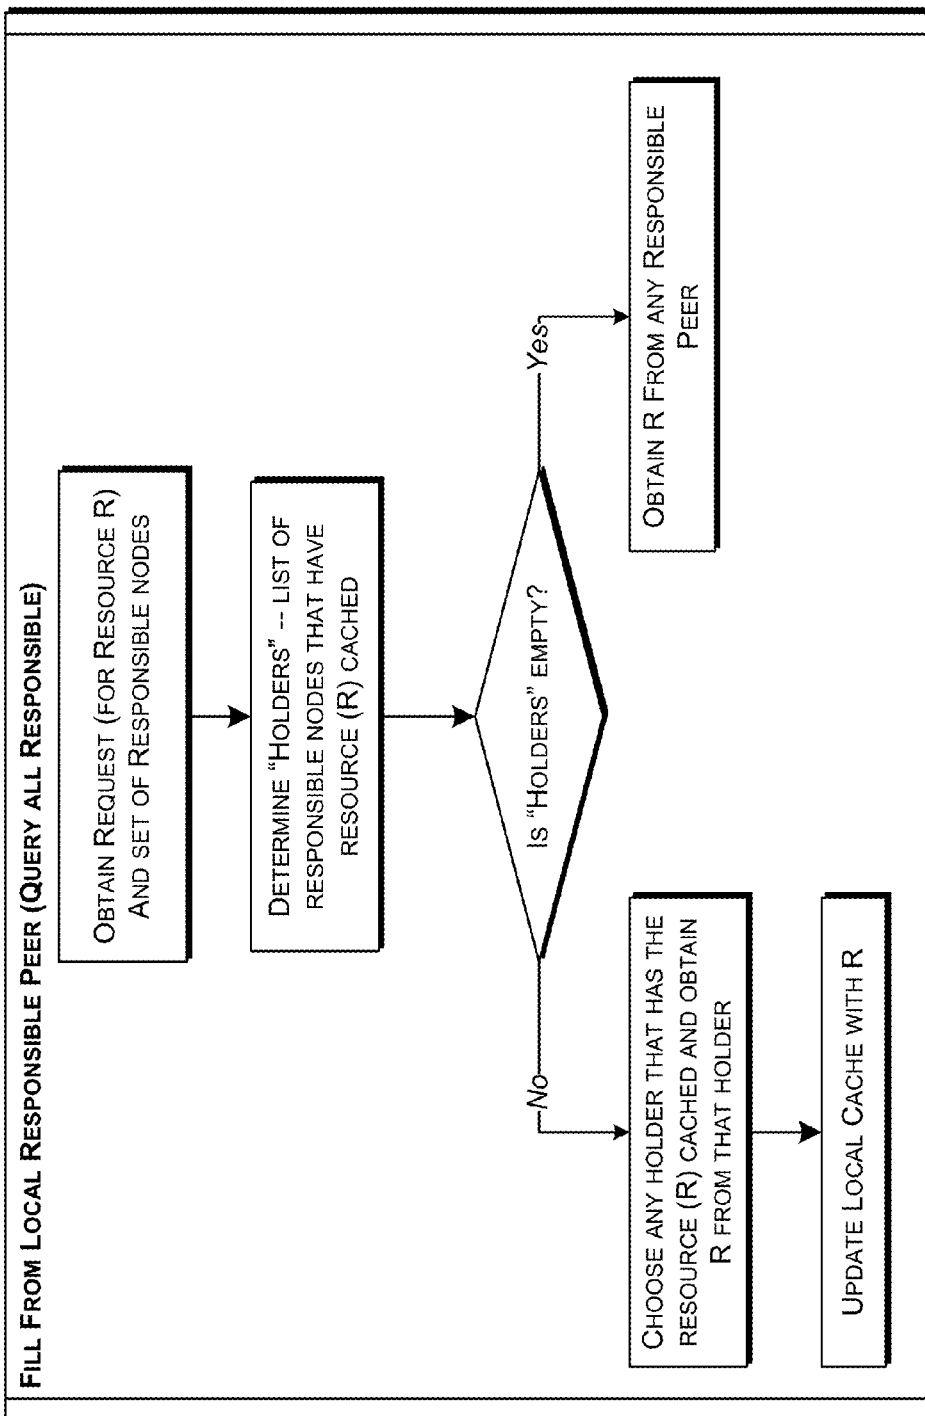 FILL FROM LOCAL RESPONSIBLE PEER (QUERY ALL RESPONSIBLE)
OBTAIN REQUEST (FOR RESOURCE R)
AND SET OF RESPONSIBLE NODES
DETERMINE “HOLDERS” -- LIST OF
RESPONSIBLE NODES THAT HAVE
RESOURCE (R) CACHED
IS “HOLDERS” EMPTY?
No
Yes
CHOOSE ANY HOLDER THAT HAS THE
RESOURCE (R) CACHED AND OBTAIN
R FROM THAT HOLDER
OBTAIN R FROM ANY RESPONSIBLE
PEER
UPDATE LOCAL CACHE WITH R